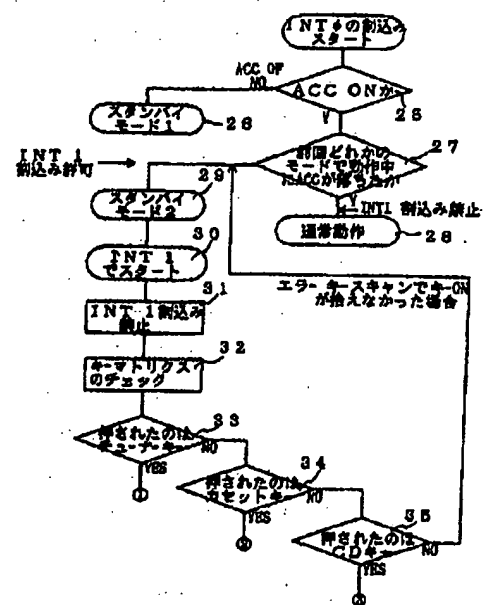 INTφの割込み
スタート
ACC OF
NO
ACC ONか
25
Y
スタンバイ
モード1
26
INT 1
割込み許可
前回どれかの
モードで動作中
にACCが落ちたか
27
Y
INT1 割込み禁止
通常動作
28
29
スタンバイ
モード2
30
INT 1
でスタート
エラー キースキャンでキーON
が拾えなかった場合
31
INT 1割込み
禁止
32
キーマトリクス
のチェック
33
押されたのは
チューナーキー
NO
YES
①
34
押されたのは
カセットキー
NO
YES
②
35
押されたのは
CDキー
NO
YES